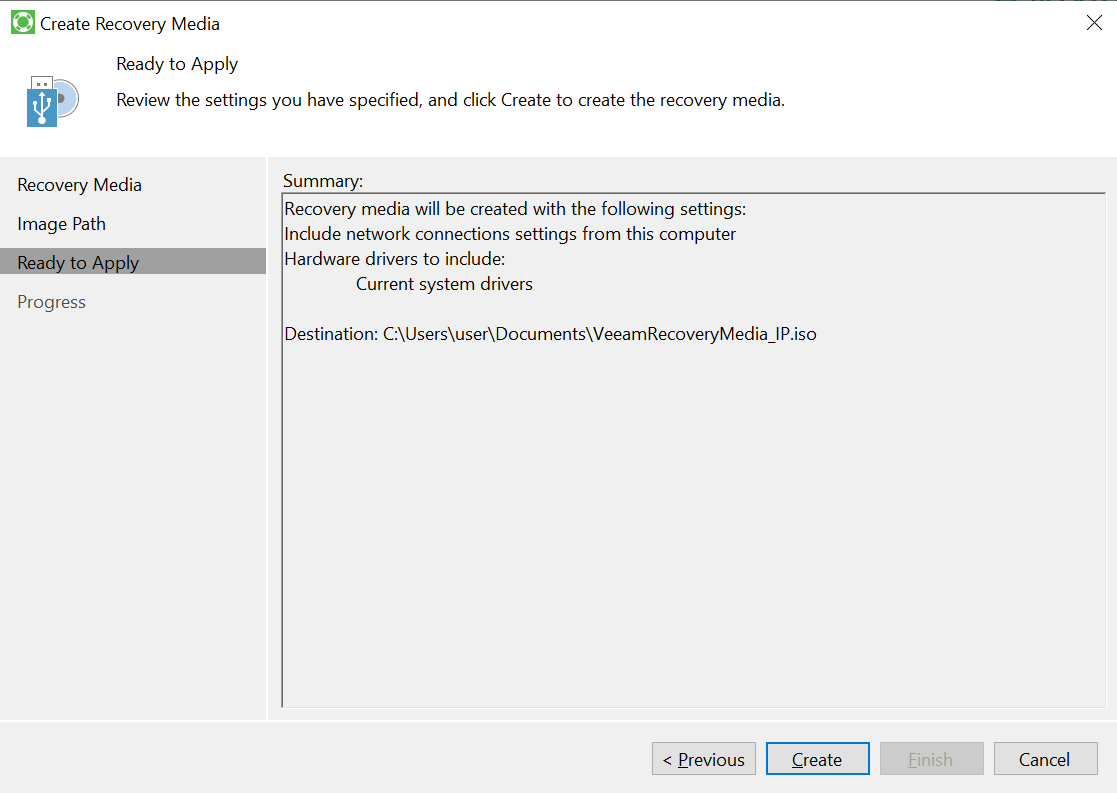 Create Recovery Media
Ready to Apply
Review the settings you have specified, and click Create to create the recovery media.
Recovery Media
Image Path
Ready to Apply
Progress
Summary:
Recovery media will be created with the following settings:
Include network connections settings from this computer
Hardware drivers to include:
Current system drivers
Destination: C:\Users\user\Documents\VeeamRecoveryMedia_IP.iso
< Previous
Create
Finish
Cancel